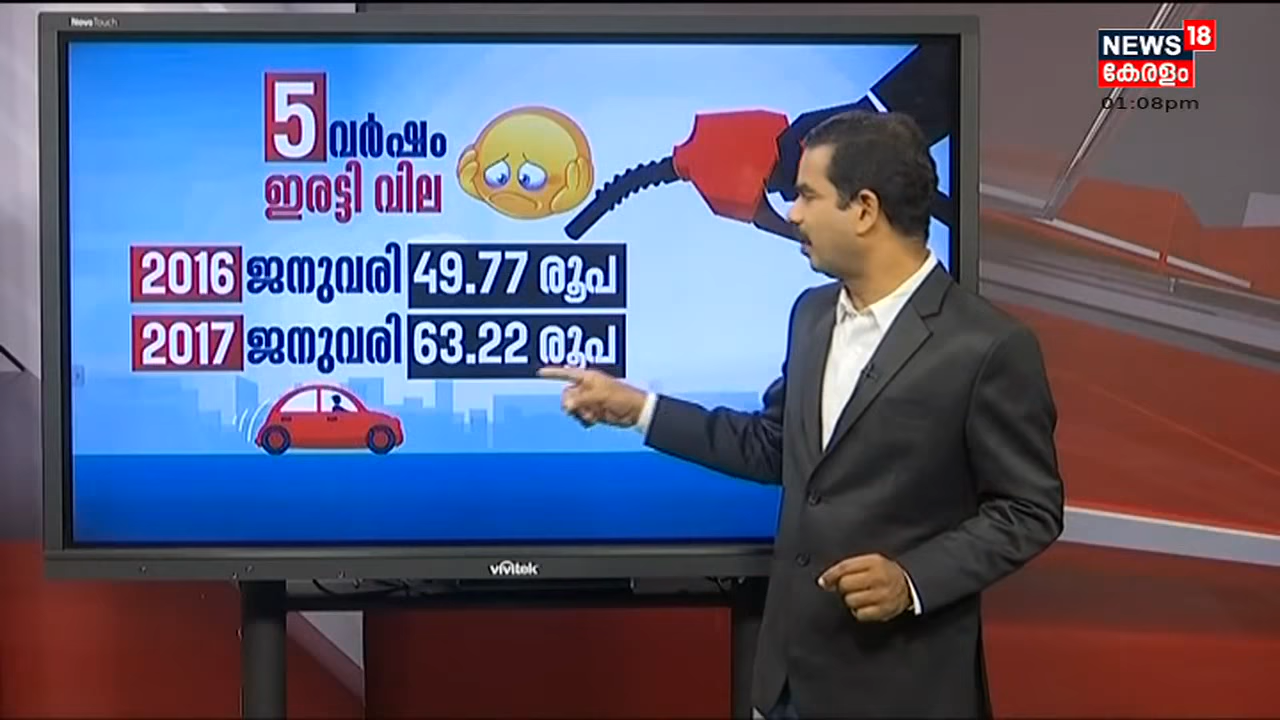 NovoTouch
NEWS 18
കേരളം
01:08pm
5 വർഷം
ഇരട്ടി വില
2016 ജനുവരി 49.77 രൂപ
2017 ജനുവരി 63.22 രൂപ
vivitek